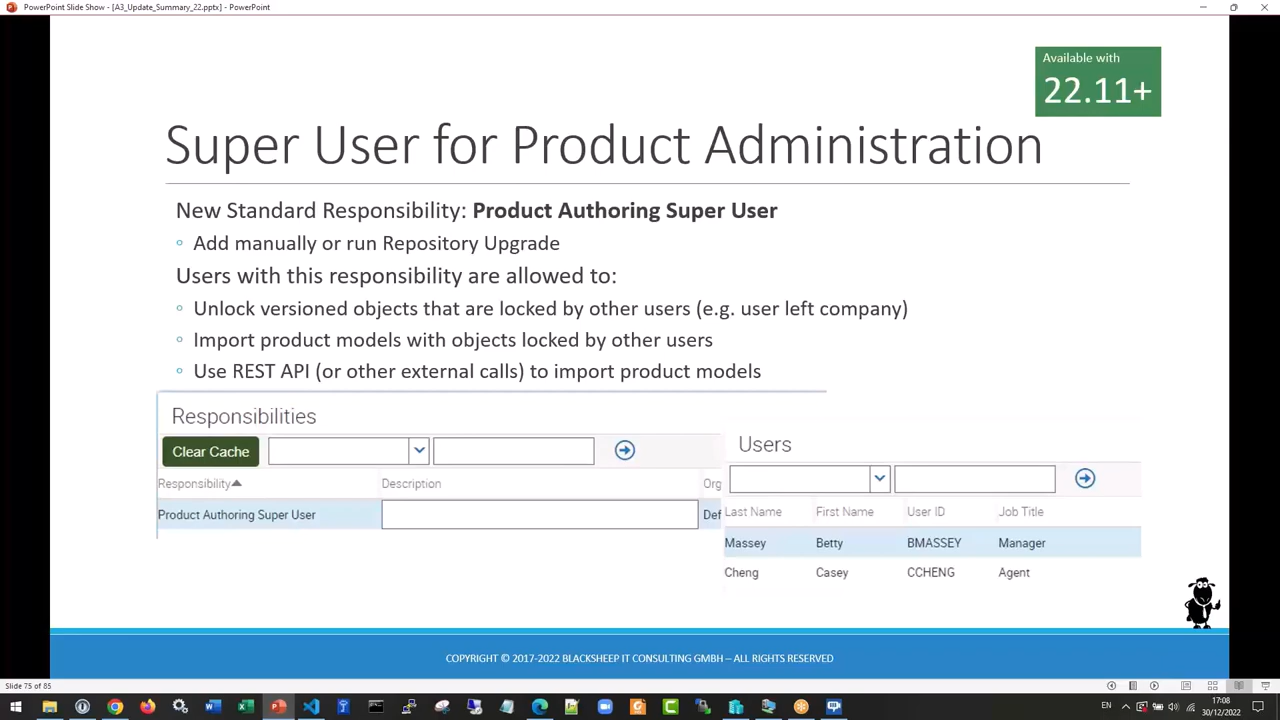 PowerPoint Slide Show - [A3_Update_Summary_22.pptx] - PowerPoint
Available with
22.11+
Super User for Product Administration
New Standard Responsibility: Product Authoring Super User
Add manually or run Repository Upgrade
Users with this responsibility are allowed to:
Unlock versioned objects that are locked by other users (e.g. user left company)
Import product models with objects locked by other users
Use REST API (or other external calls) to import product models
Responsibilities
Clear Cache
Responsibility Description Org
Product Authoring Super User Def
Users
Last Name First Name User ID Job Title
Massey Betty BMASSEY Manager
Cheng Casey CCHENG Agent
COPYRIGHT © 2017-2022 BLACKSHEEP IT CONSULTING GMBH – ALL RIGHTS RESERVED
Slide 75 of 85
EN
17:08
30/12/2022